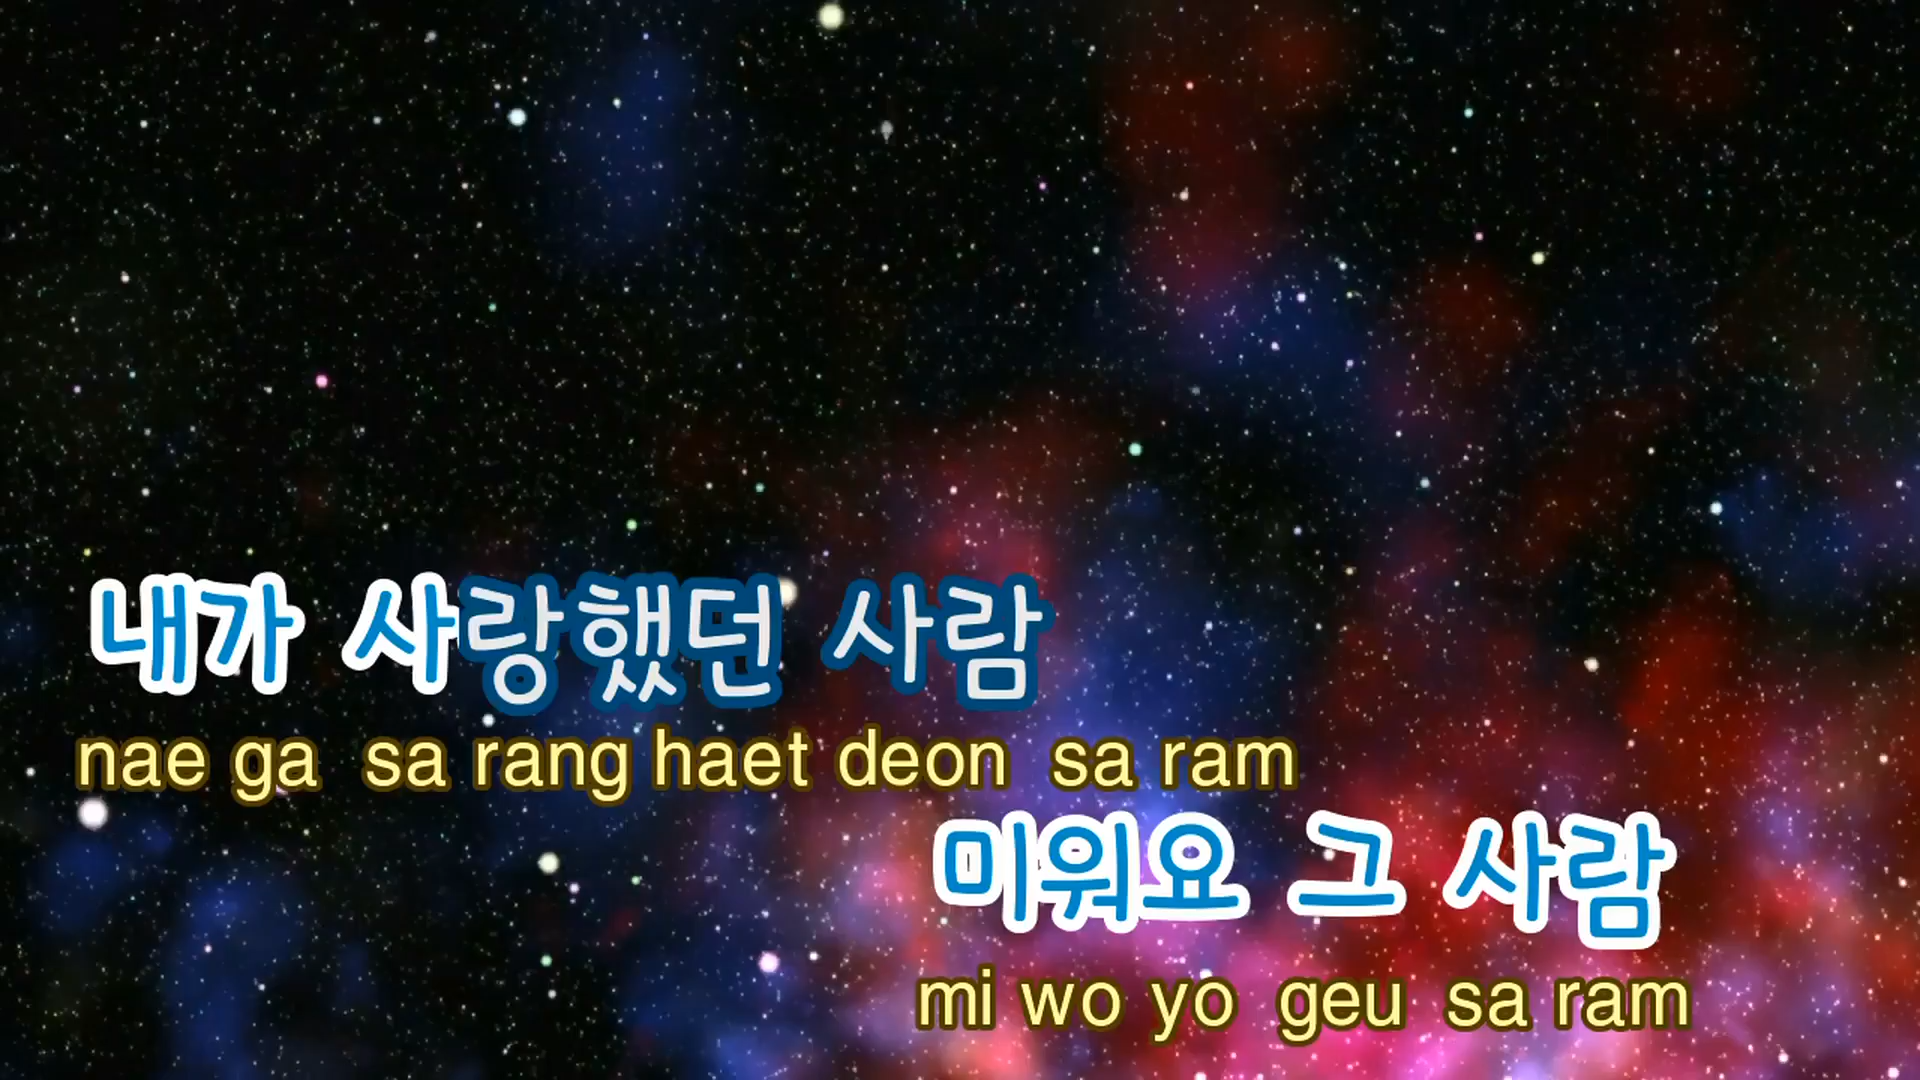 내가 사랑했던 사람
nae ga sa rang haet deon sa ram
미워요 그 사람
mi wo yo geu sa ram